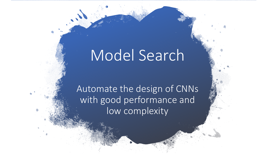 Model Search
Automate the design of CNNs
with good performance and
low complexity